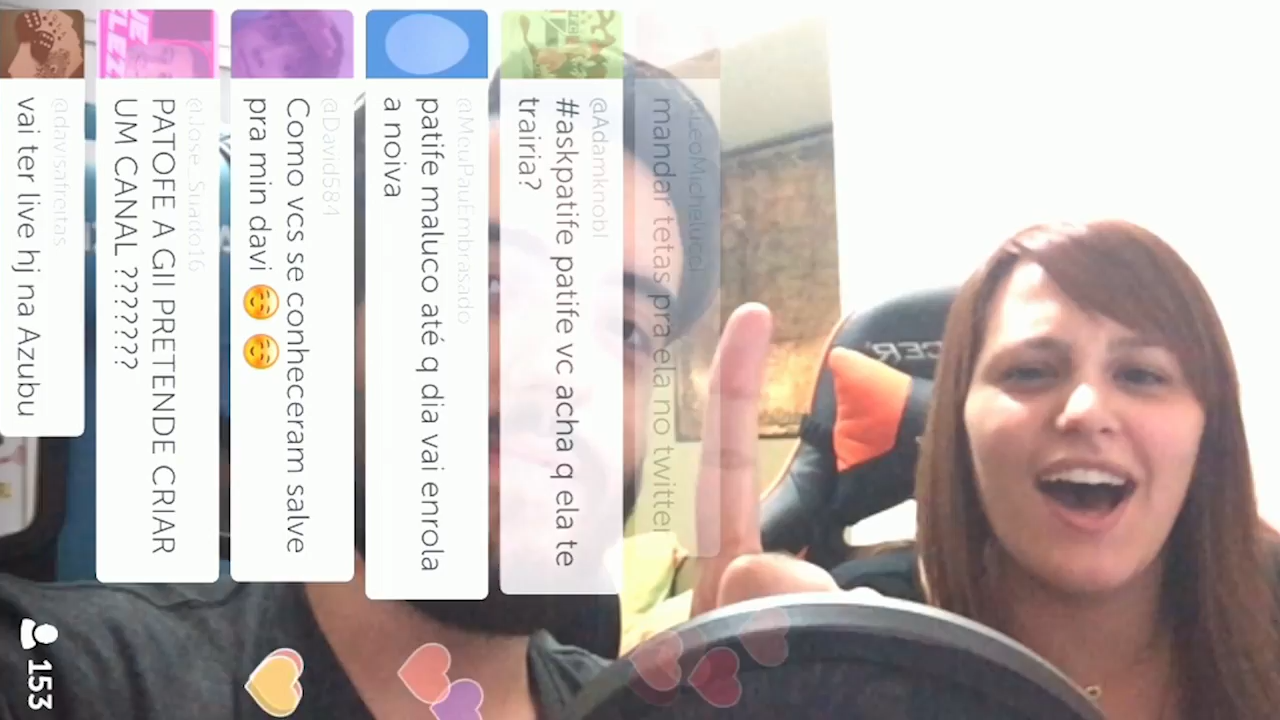 @LeoMichelucci
mandar tetas pra ela no twitter
@Adamknobl
#askpatife patife vc acha q ela te
trairia?
@MeuPauEmbrasado
patife maluco até q dia vai enrola
a noiva
@David584
Como vcs se conheceram salve
pra min davi
@Jose_Suado16
PATOFE A GII PRETENDE CRIAR
UM CANAL ???????
@davisafreitas
vai ter live hj na Azubu
153